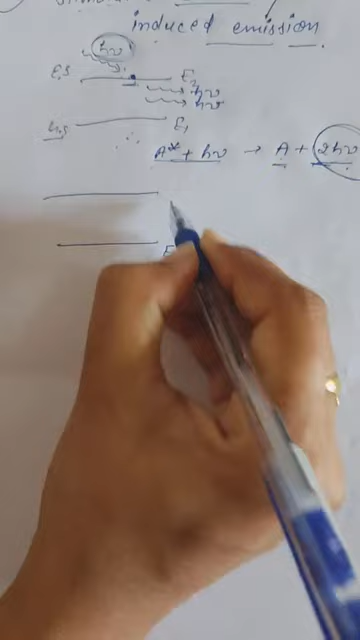 induced emission.
hν
E.S E₂
hν
hν
G.S E₁
∴ A* + hν → A + 2hν
E